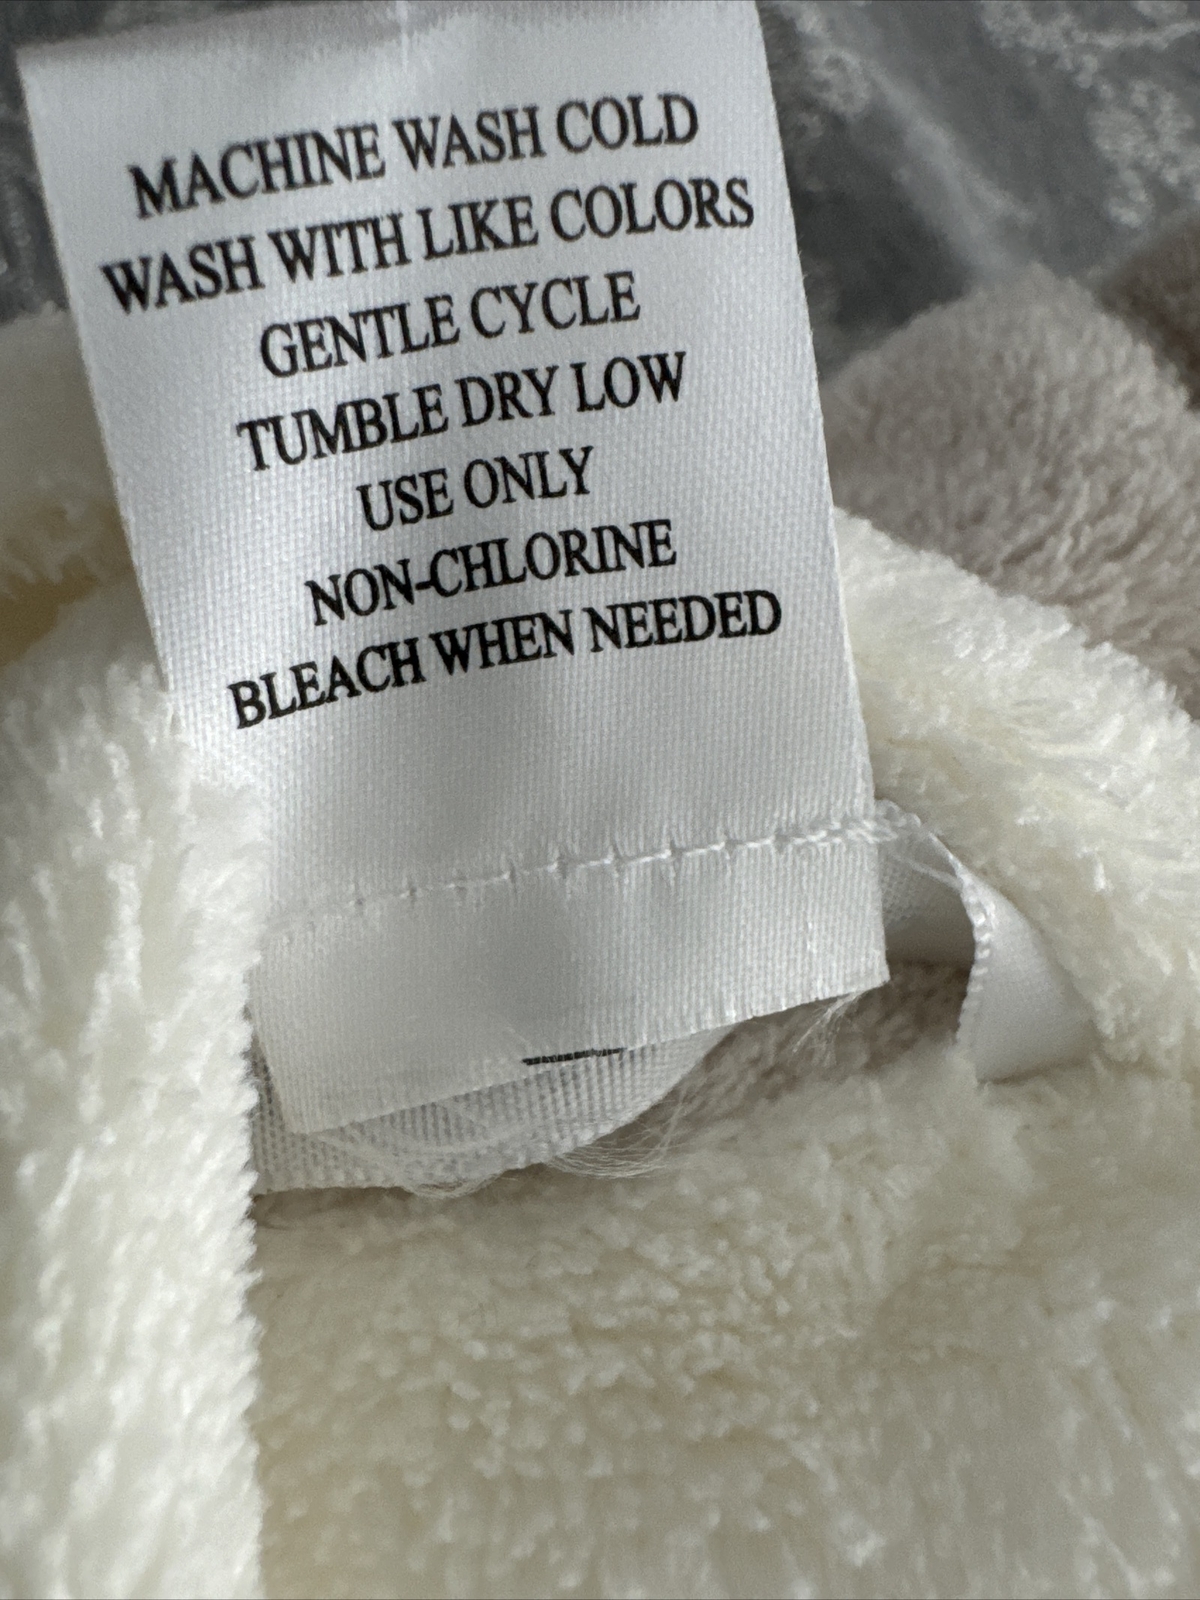 MACHINE WASH COLD
WASH WITH LIKE COLORS
GENTLE CYCLE
TUMBLE DRY LOW
USE ONLY
NON-CHLORINE
BLEACH WHEN NEEDED